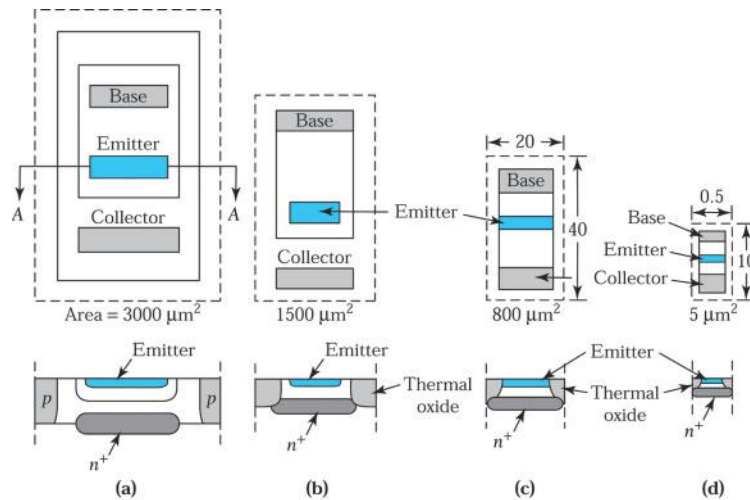 Base
Emitter
A
A
Collector
Area = 3000 μm²
Base
Collector
1500 μm²
Emitter
20
Base
40
800 μm²
0.5
Base
Emitter
Collector
10
5 μm²
Emitter
p
p
n⁺
(a)
Emitter
Thermal
oxide
n⁺
(b)
Emitter
Thermal
oxide
n⁺
(c)
n⁺
(d)